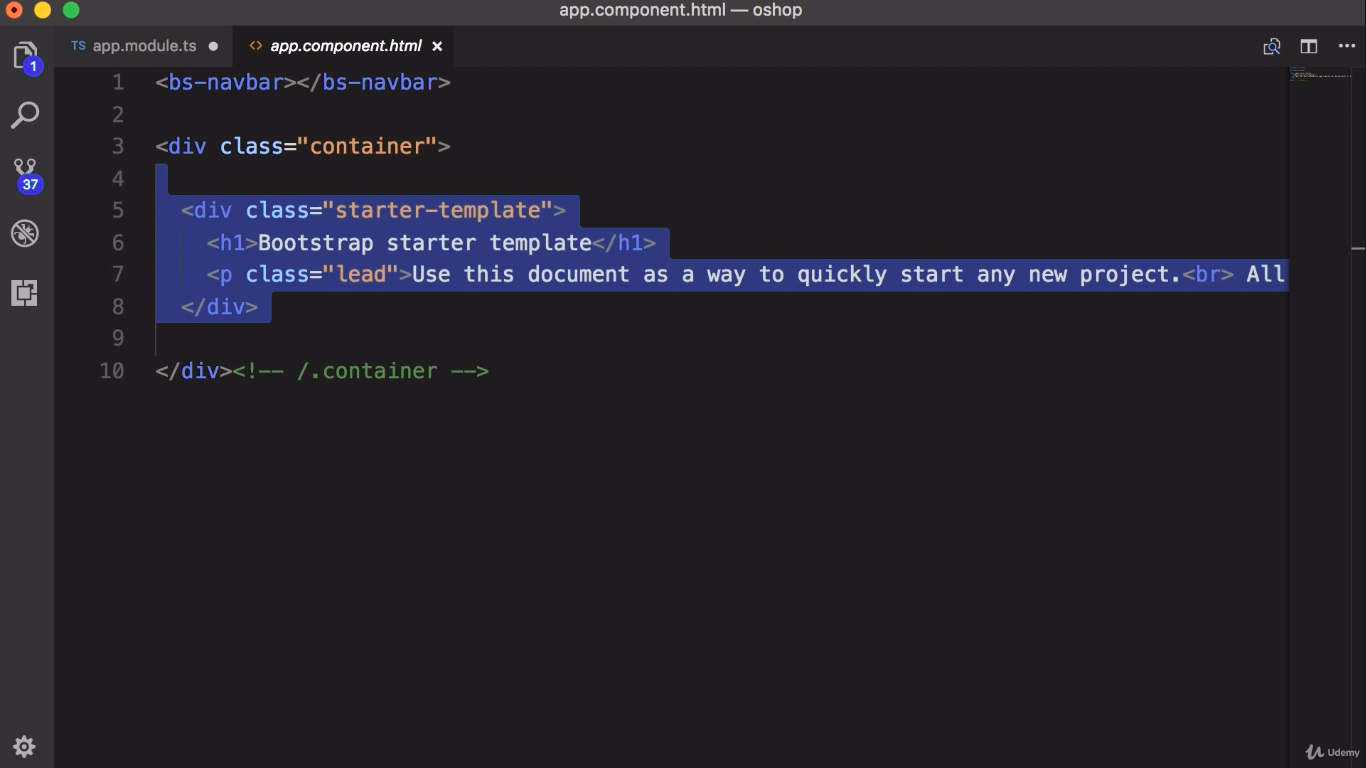 app.component.html — oshop
TS app.module.ts ● <> app.component.html ×
1
1 <bs-navbar></bs-navbar>
2
3 <div class="container">
4
5 <div class="starter-template">
6 <h1>Bootstrap starter template</h1>
7 <p class="lead">Use this document as a way to quickly start any new project.<br> All
8 </div>
9
10 </div><!-- /.container -->
37
Udemy